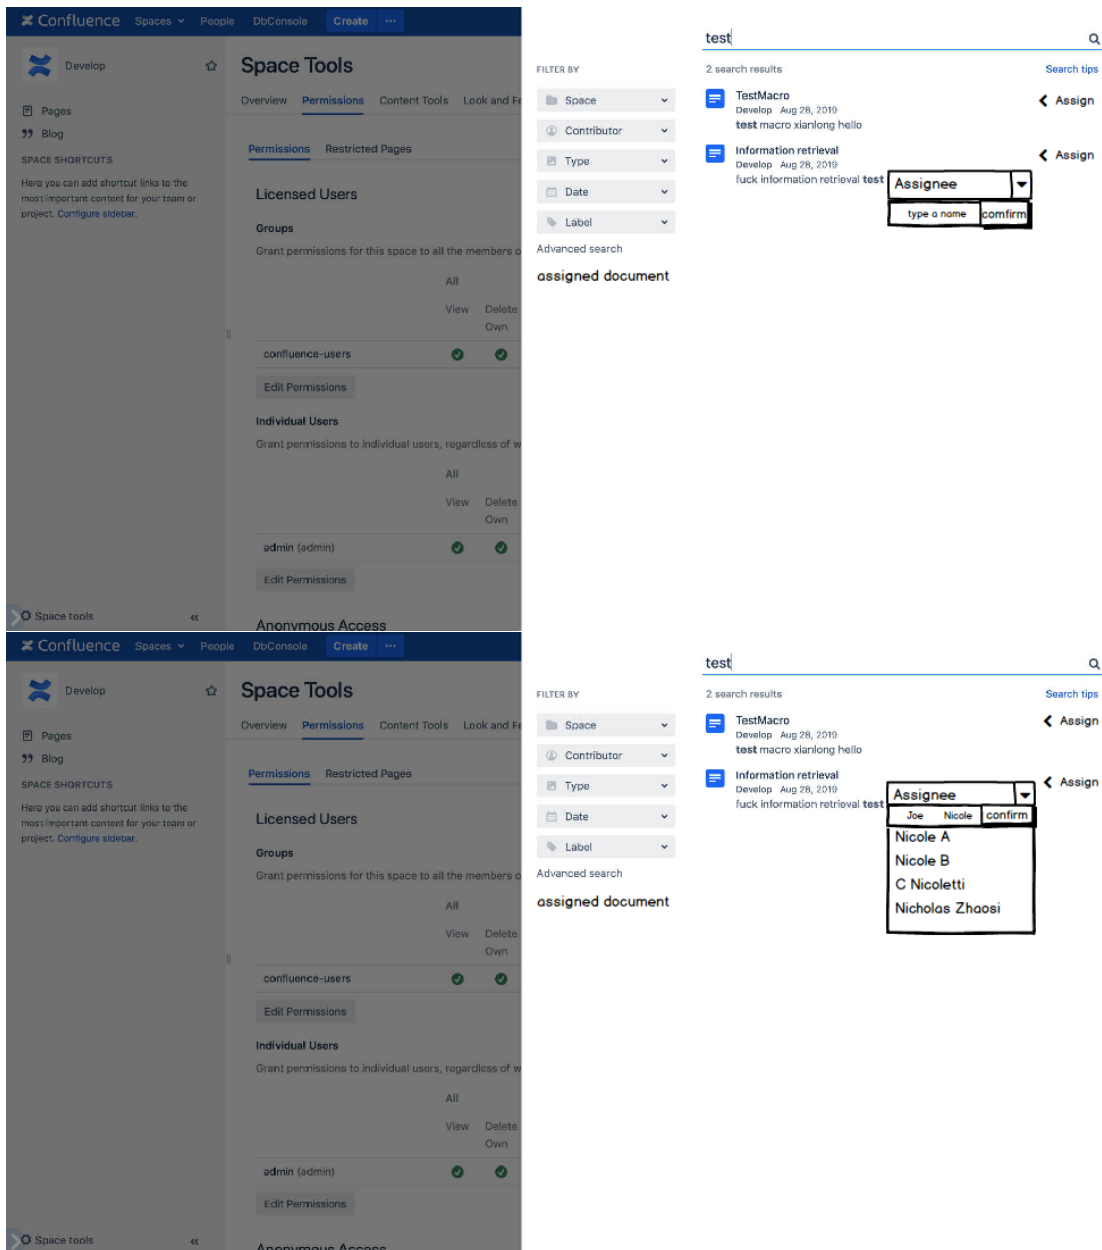 Confluence Spaces People DbConsole Create ...
Develop
Pages
Blog
SPACE SHORTCUTS
Here you can add shortcut links to the
most important content for your team or
project. Configure sidebar.
Space tools
Space Tools
Overview Permissions Content Tools Look and Fe
Permissions Restricted Pages
Licensed Users
Groups
Grant permissions for this space to all the members o
All
View Delete
Own
confluence-users
Edit Permissions
Individual Users
Grant permissions to individual users, regardless of w
All
View Delete
Own
admin (admin)
Edit Permissions
Anonymous Access
test
FILTER BY
Space
Contributor
Type
Date
Label
Advanced search
assigned document
2 search results Search tips
TestMacro
Develop Aug 28, 2019
test macro xianlong hello
Assign
Information retrieval
Develop Aug 28, 2019
fuck information retrieval test
Assign
Assignee
type a name comfirm
Confluence Spaces People DbConsole Create ...
Develop
Pages
Blog
SPACE SHORTCUTS
Here you can add shortcut links to the
most important content for your team or
project. Configure sidebar.
Space tools
Space Tools
Overview Permissions Content Tools Look and Fe
Permissions Restricted Pages
Licensed Users
Groups
Grant permissions for this space to all the members o
All
View Delete
Own
confluence-users
Edit Permissions
Individual Users
Grant permissions to individual users, regardless of w
All
View Delete
Own
admin (admin)
Edit Permissions
Anonymous Access
test
FILTER BY
Space
Contributor
Type
Date
Label
Advanced search
assigned document
2 search results Search tips
TestMacro
Develop Aug 28, 2019
test macro xianlong hello
Assign
Information retrieval
Develop Aug 28, 2019
fuck information retrieval test
Assign
Assignee
Joe Nicole confirm
Nicole A
Nicole B
C Nicoletti
Nicholas Zhaosi